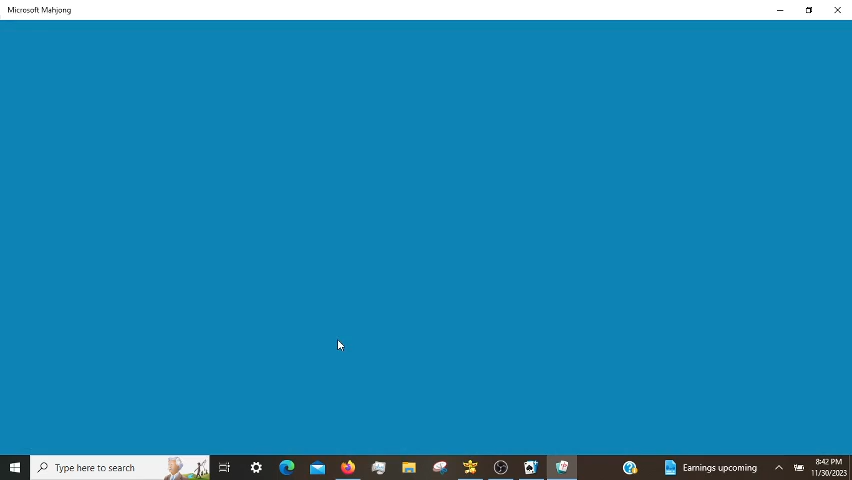 Microsoft Mahjong
Type here to search
Earnings upcoming
8:42 PM
11/30/2023